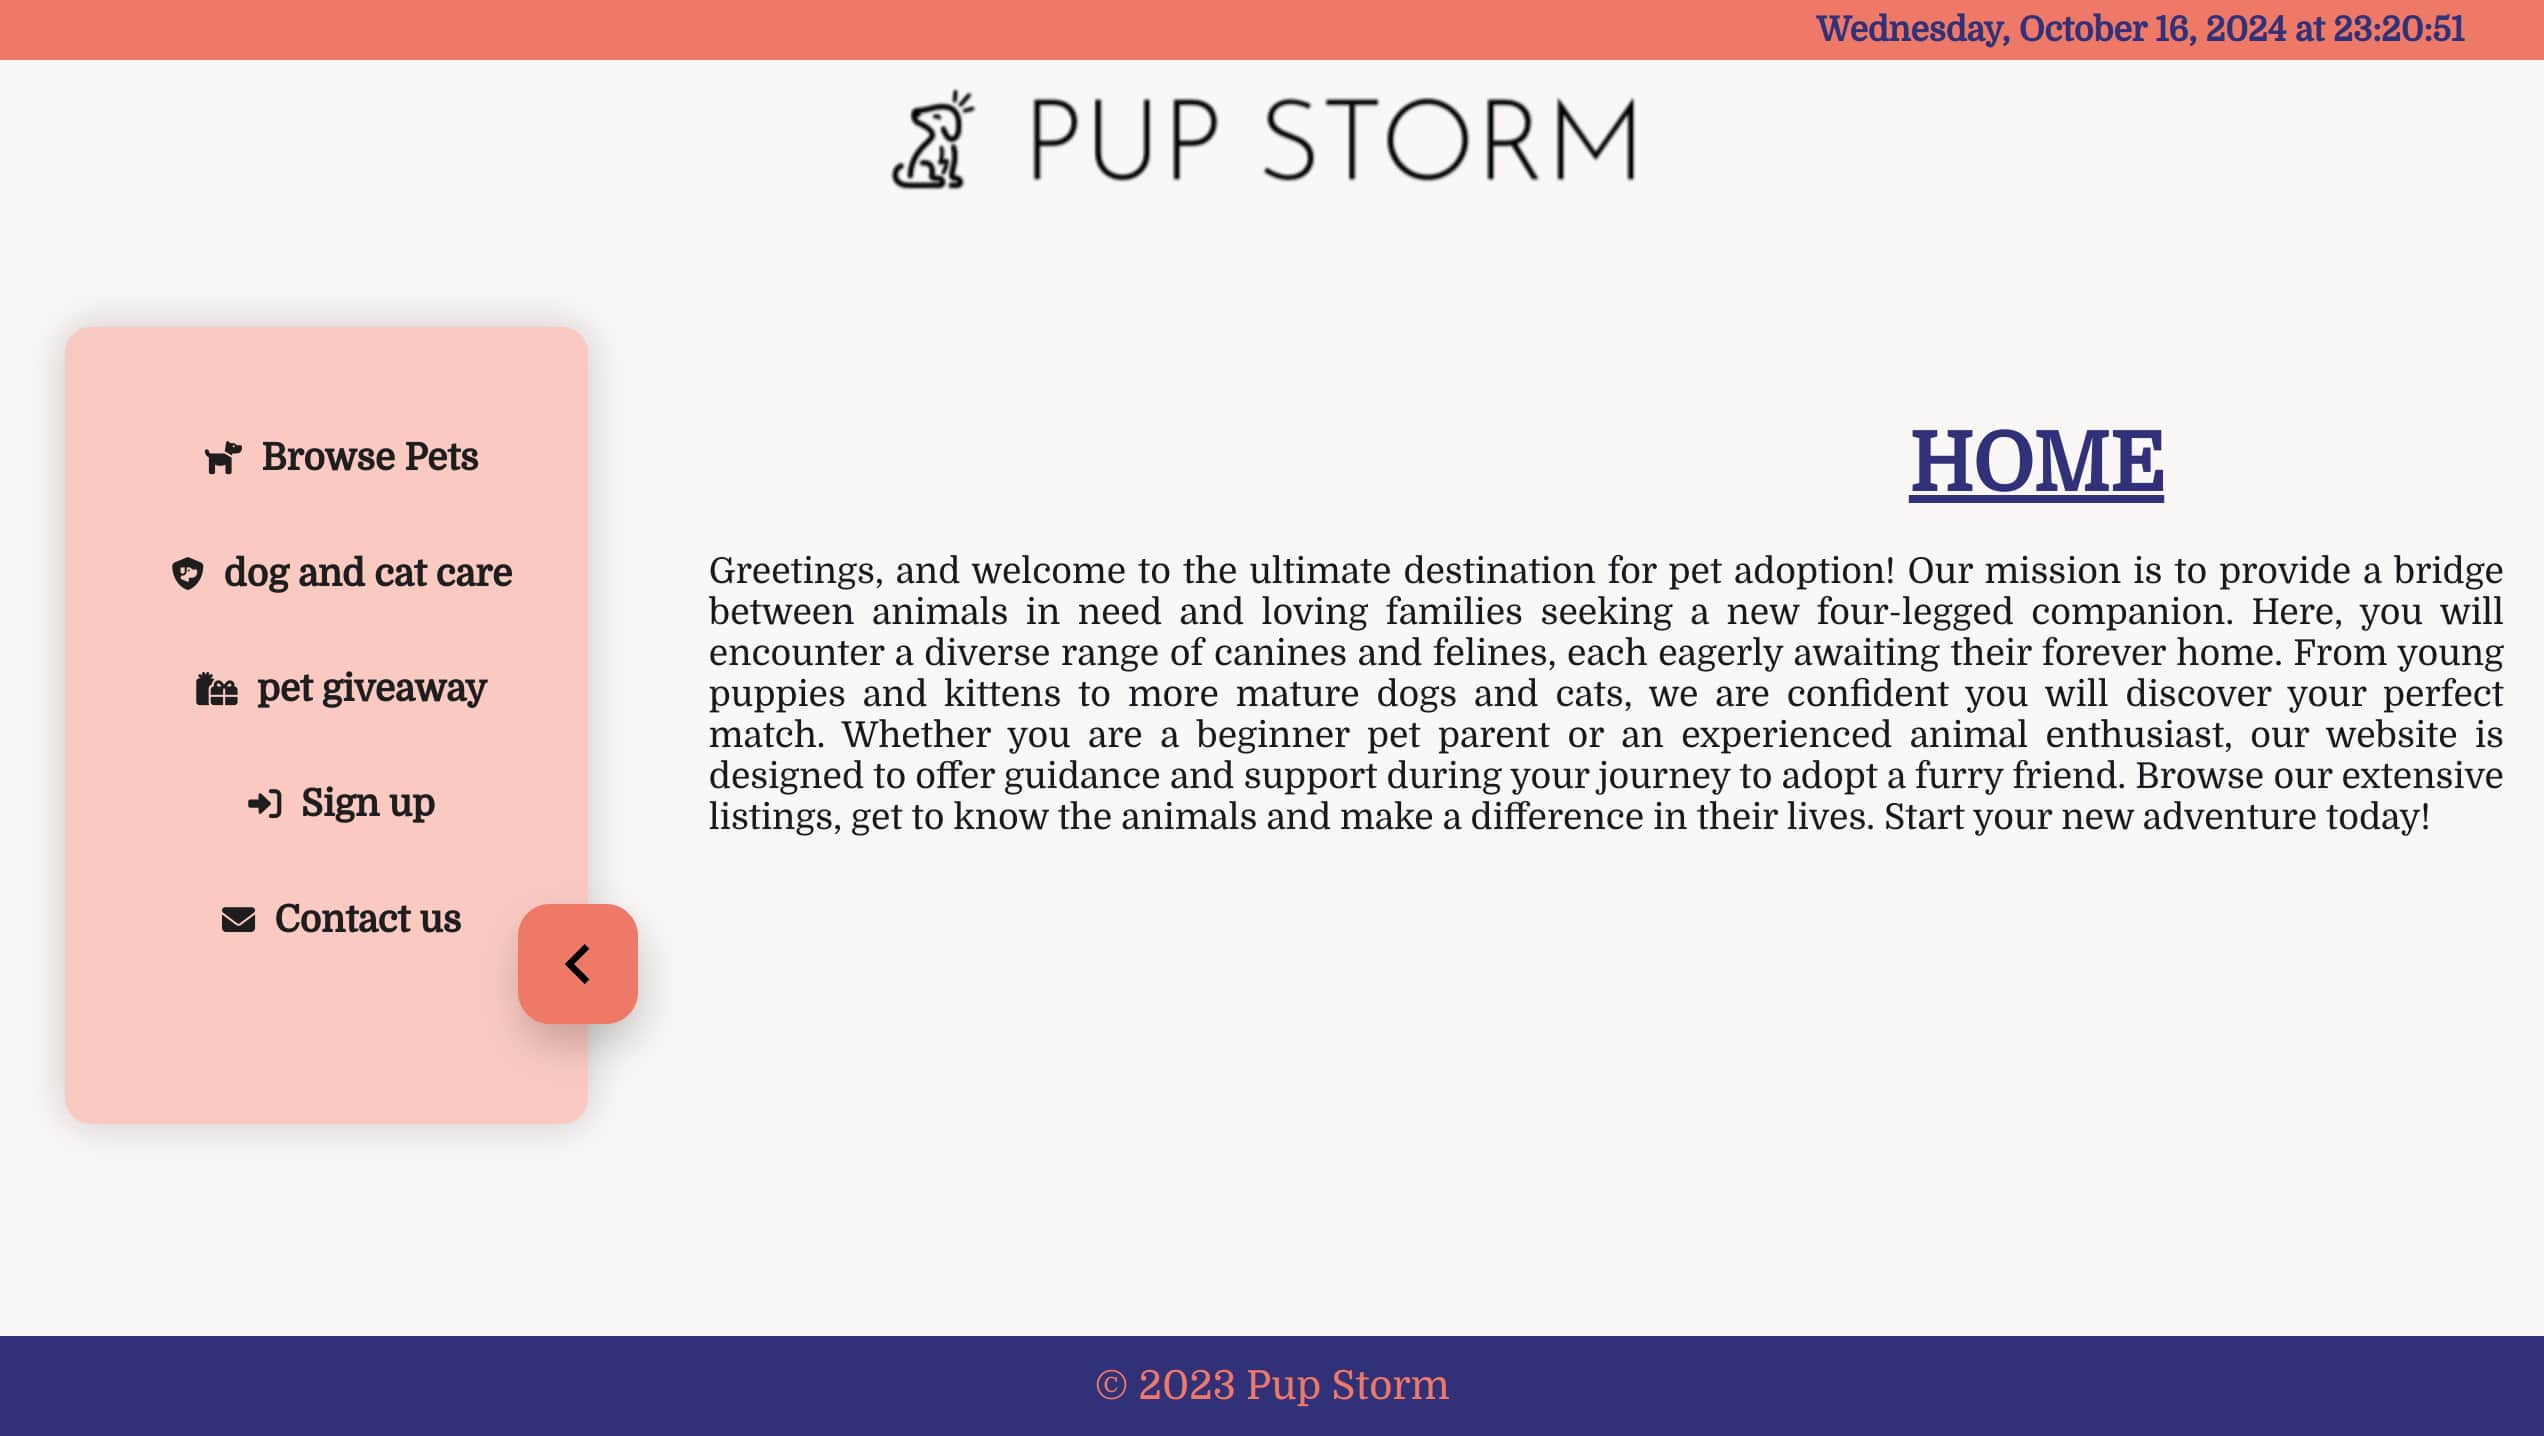 Wednesday, October 16, 2024 at 23:20:51
PUP STORM
Browse Pets
dog and cat care
pet giveaway
Sign up
Contact us
HOME
Greetings, and welcome to the ultimate destination for pet adoption! Our mission is to provide a bridge
between animals in need and loving families seeking a new four-legged companion. Here, you will
encounter a diverse range of canines and felines, each eagerly awaiting their forever home. From young
puppies and kittens to more mature dogs and cats, we are confident you will discover your perfect
match. Whether you are a beginner pet parent or an experienced animal enthusiast, our website is
designed to offer guidance and support during your journey to adopt a furry friend. Browse our extensive
listings, get to know the animals and make a difference in their lives. Start your new adventure today!
© 2023 Pup Storm